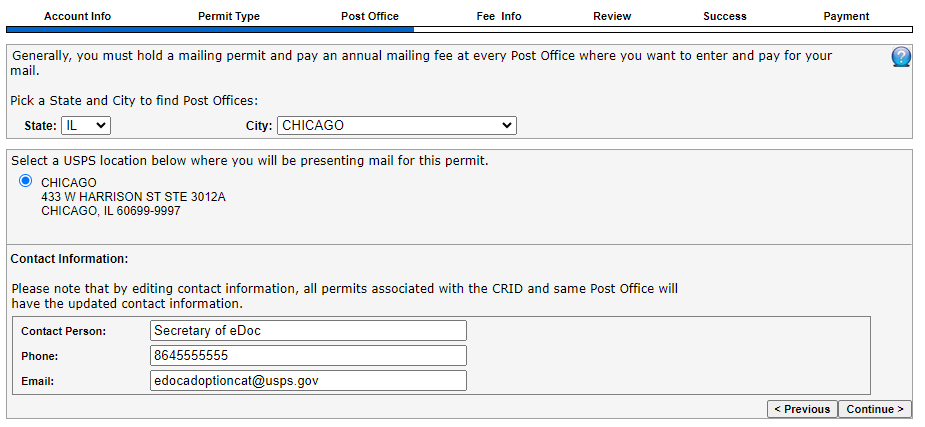 Account Info Permit Type Post Office Fee Info Review Success Payment
Generally, you must hold a mailing permit and pay an annual mailing fee at every Post Office where you want to enter and pay for your
mail.
?
Pick a State and City to find Post Offices:
State: IL City: CHICAGO
Select a USPS location below where you will be presenting mail for this permit.
CHICAGO
433 W HARRISON ST STE 3012A
CHICAGO, IL 60699-9997
Contact Information:
Please note that by editing contact information, all permits associated with the CRID and same Post Office will
have the updated contact information.
Contact Person: Secretary of eDoc
Phone: 8645555555
Email: edocadoptioncat@usps.gov
< Previous Continue >